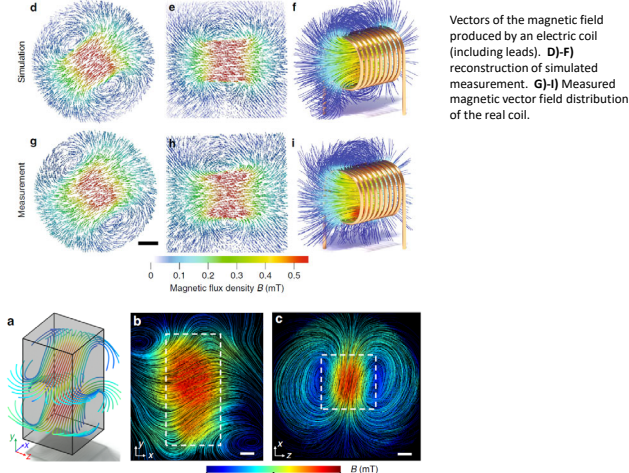 d e f
Simulation
g h i
Measurement
0 0.1 0.2 0.3 0.4 0.5
Magnetic flux density B (mT)
Vectors of the magnetic field
produced by an electric coil
(including leads). D)-F)
reconstruction of simulated
measurement. G)-I) Measured
magnetic vector field distribution
of the real coil.
a b c
y x z
y x
x z
B (mT)